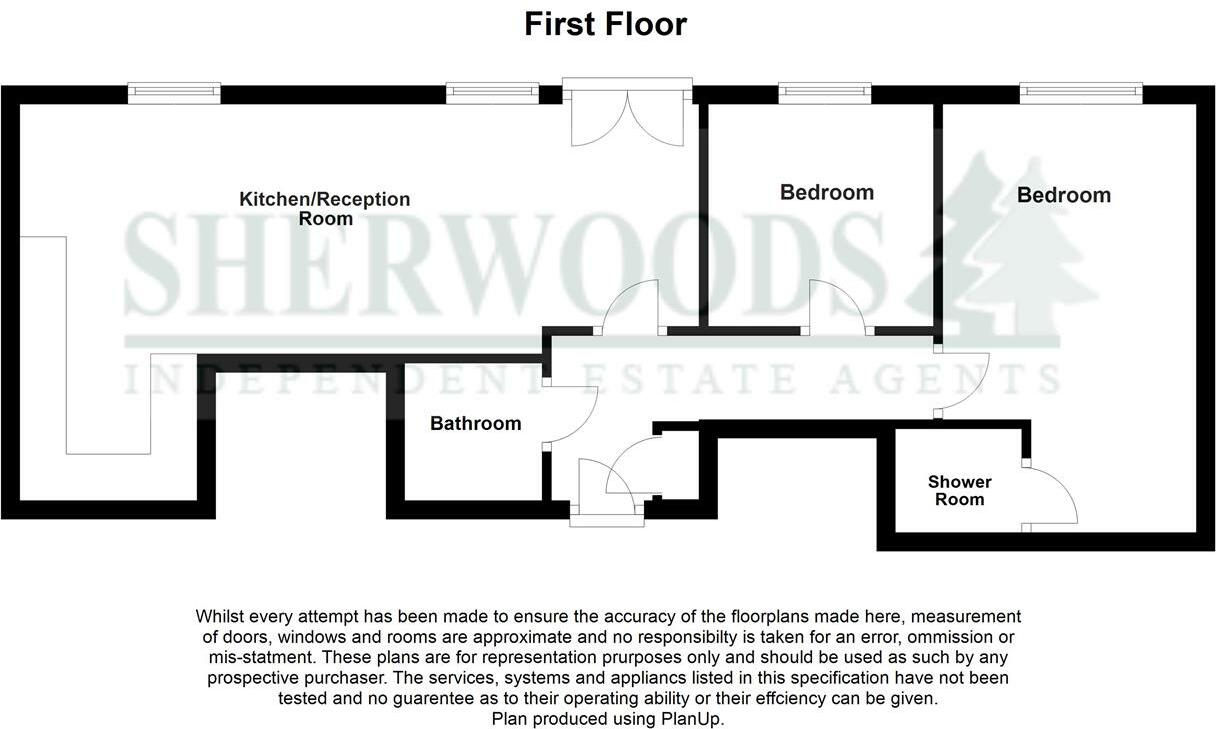 First Floor
Kitchen/Reception
Room
Bedroom
Bedroom
SHERWOODS
INDEPENDENT ESTATE AGENTS
Bathroom
Shower
Room
Whilst every attempt has been made to ensure the accuracy of the floorplans made here, measurement
of doors, windows and rooms are approximate and no responsibilty is taken for an error, ommission or
mis-statment. These plans are for representation prurposes only and should be used as such by any
prospective purchaser. The services, systems and appliancs listed in this specification have not been
tested and no guarentee as to their operating ability or their effciency can be given.
Plan produced using PlanUp.